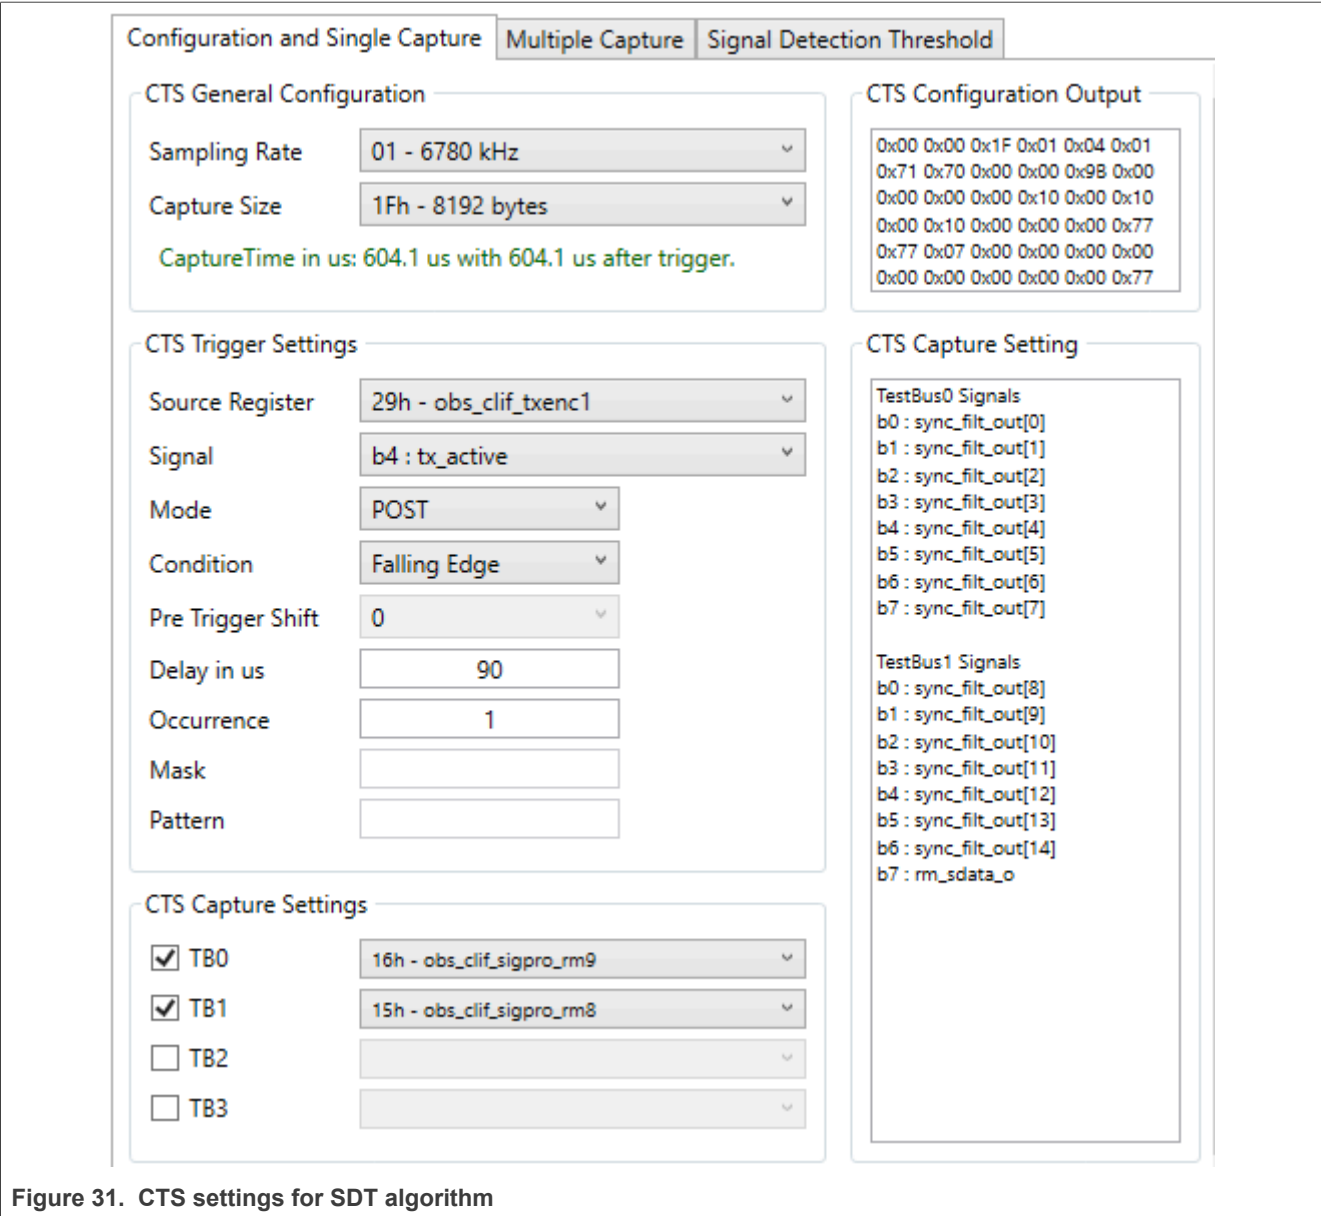 Configuration and Single Capture Multiple Capture Signal Detection Threshold
CTS General Configuration
Sampling Rate 01 - 6780 kHz
Capture Size 1Fh - 8192 bytes
CaptureTime in us: 604.1 us with 604.1 us after trigger.
CTS Configuration Output
0x00 0x00 0x1F 0x01 0x04 0x01
0x71 0x70 0x00 0x00 0x9B 0x00
0x00 0x00 0x00 0x10 0x00 0x10
0x00 0x10 0x00 0x00 0x00 0x77
0x77 0x07 0x00 0x00 0x00 0x00
0x00 0x00 0x00 0x00 0x00 0x77
CTS Trigger Settings
Source Register 29h - obs_clif_txenc1
Signal b4 : tx_active
Mode POST
Condition Falling Edge
Pre Trigger Shift 0
Delay in us 90
Occurrence 1
Mask
Pattern
CTS Capture Setting
TestBus0 Signals
b0 : sync_filt_out[0]
b1 : sync_filt_out[1]
b2 : sync_filt_out[2]
b3 : sync_filt_out[3]
b4 : sync_filt_out[4]
b5 : sync_filt_out[5]
b6 : sync_filt_out[6]
b7 : sync_filt_out[7]
TestBus1 Signals
b0 : sync_filt_out[8]
b1 : sync_filt_out[9]
b2 : sync_filt_out[10]
b3 : sync_filt_out[11]
b4 : sync_filt_out[12]
b5 : sync_filt_out[13]
b6 : sync_filt_out[14]
b7 : rm_sdata_o
CTS Capture Settings
TB0 16h - obs_clif_sigpro_rm9
TB1 15h - obs_clif_sigpro_rm8
TB2
TB3
Figure 31. CTS settings for SDT algorithm